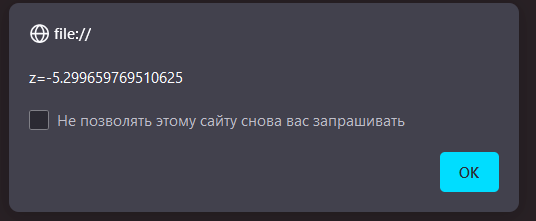 file://
z=-5.299659769510625
Не позволять этому сайту снова вас запрашивать
OK